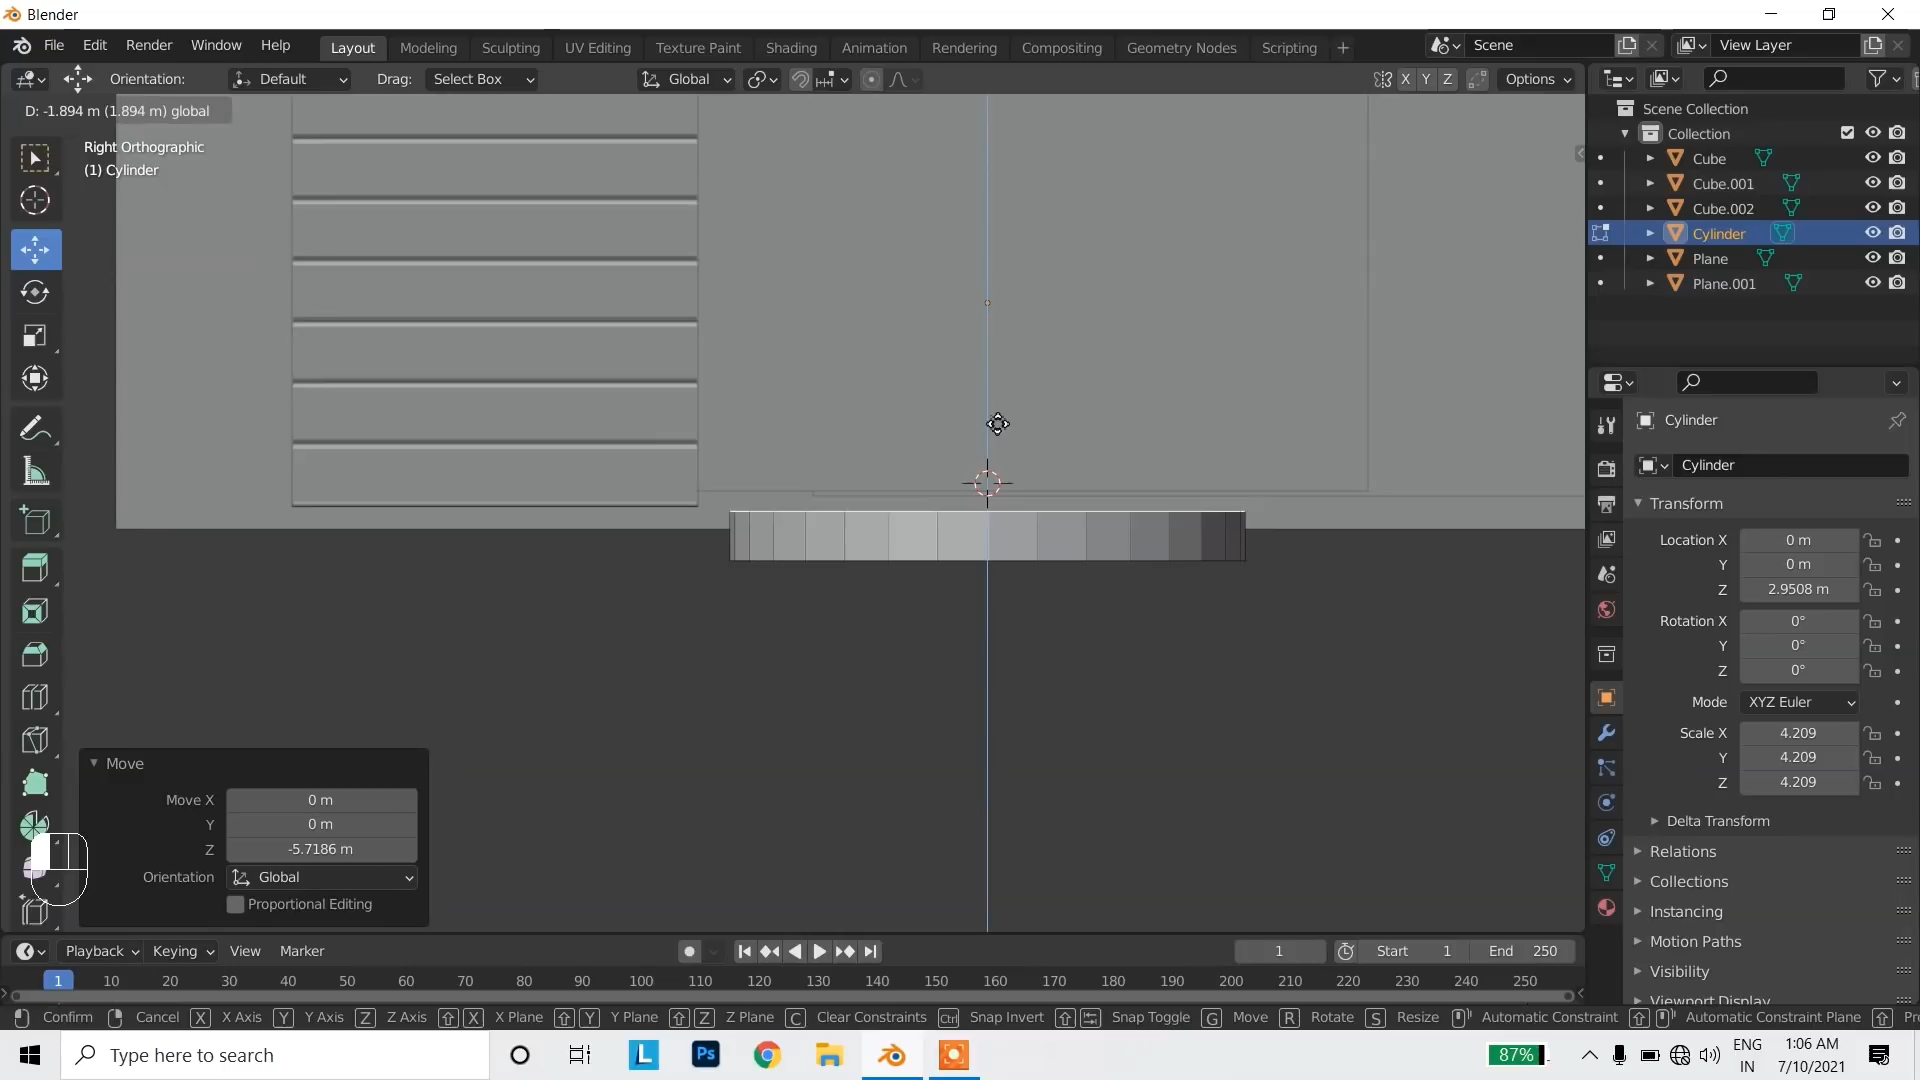 Blender
File Edit Render Window Help Layout Modeling Sculpting UV Editing Texture Paint Shading Animation Rendering Compositing Geometry Nodes Scripting + Scene View Layer
Orientation: Default Drag: Select Box Global X Y Z Options
D: -1.894 m (1.894 m) global
Right Orthographic
(1) Cylinder
Scene Collection
Collection
Cube
Cube.001
Cube.002
Cylinder
Plane
Plane.001
Cylinder
Cylinder
Transform
Location X 0 m
Y 0 m
Z 2.9508 m
Rotation X 0°
Y 0°
Z 0°
Mode XYZ Euler
Scale X 4.209
Y 4.209
Z 4.209
Delta Transform
Relations
Collections
Instancing
Motion Paths
Visibility
Viewport Display
Move
Move X 0 m
Y 0 m
Z -5.7186 m
Orientation Global
Proportional Editing
Playback Keying View Marker 1 Start 1 End 250
1 10 20 30 40 50 60 70 80 90 100 110 120 130 140 150 160 170 180 190 200 210 220 230 240 250
Confirm Cancel X X Axis Y Y Axis Z Z Axis X X Plane Y Y Plane Z Z Plane C Clear Constraints Ctrl Snap Invert Snap Toggle G Move R Rotate S Resize Automatic Constraint Automatic Constraint Plane
Type here to search L Ps 87% ENG 1:06 AM
IN 7/10/2021